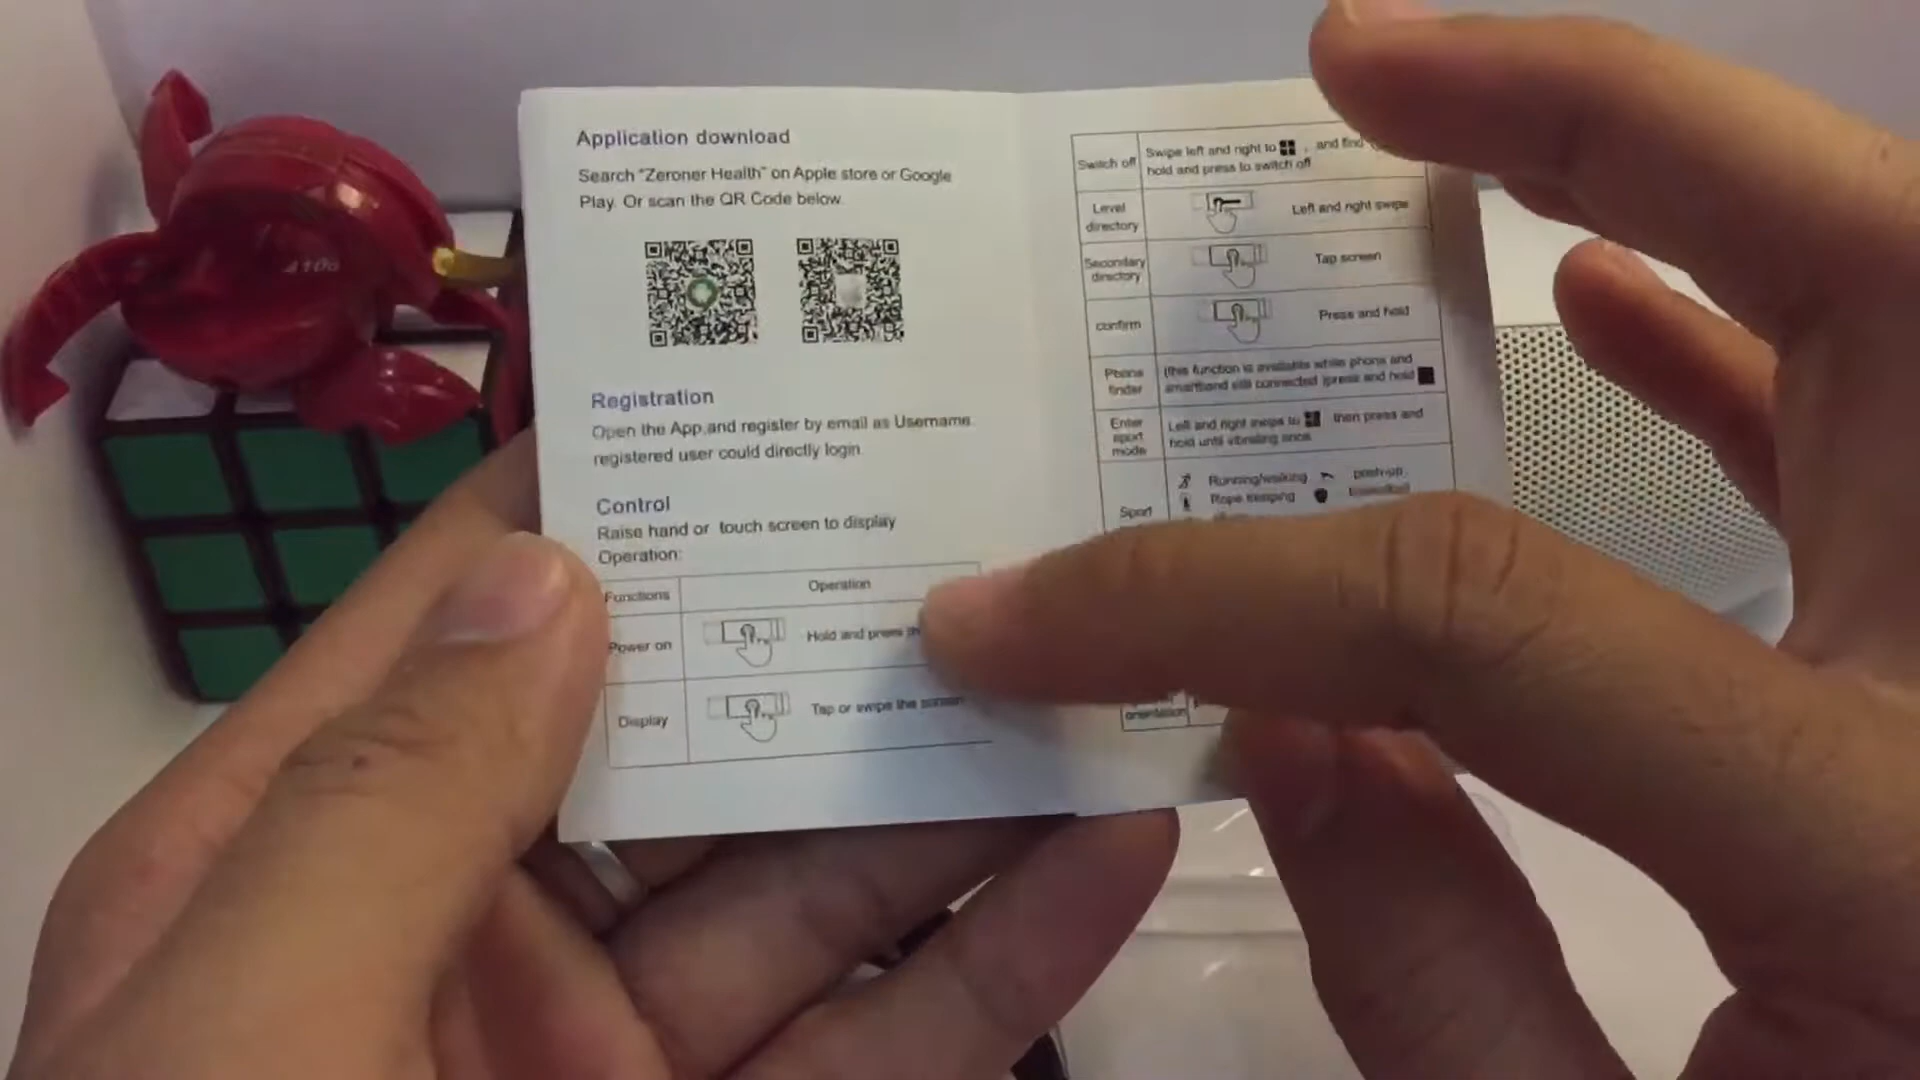 Application download
Search "Zeroner Health" on Apple store or Google
Play. Or scan the QR Code below.
Registration
Open the App,and register by email as Username
registered user could directly login.
Control
Raise hand or touch screen to display
Operation:
Functions
Operation
Power on
Hold and press
Display
Tap or swipe the screen
Switch off
Swipe left and right to , and find
hold and press to switch off
Level
directory
Left and right swipe
Secondary
directory
Tap screen
confirm
Press and hold
Phone
finder
(this function is available while phone and
smartband still connected )press and hold
Enter
sport
mode
Left and right swips to then press and
hold until vibrating once
Sport
Running/walking
push-up
Rope skipping
orientation